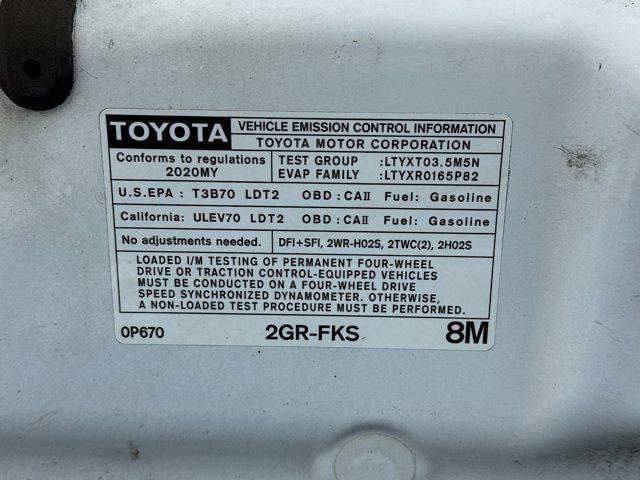 TOYOTA VEHICLE EMISSION CONTROL INFORMATION
TOYOTA MOTOR CORPORATION
Conforms to regulations
2020MY
TEST GROUP :LTYXT03.5M5N
EVAP FAMILY :LTYXR0165P82
U.S.EPA : T3B70 LDT2 OBD : CAII Fuel: Gasoline
California: ULEV70 LDT2 OBD : CAII Fuel: Gasoline
No adjustments needed. DFI+SFI, 2WR-H02S, 2TWC(2), 2H02S
LOADED I/M TESTING OF PERMANENT FOUR-WHEEL
DRIVE OR TRACTION CONTROL-EQUIPPED VEHICLES
MUST BE CONDUCTED ON A FOUR-WHEEL DRIVE
SPEED SYNCHRONIZED DYNAMOMETER. OTHERWISE,
A NON-LOADED TEST PROCEDURE MUST BE PERFORMED.
0P670 2GR-FKS 8M